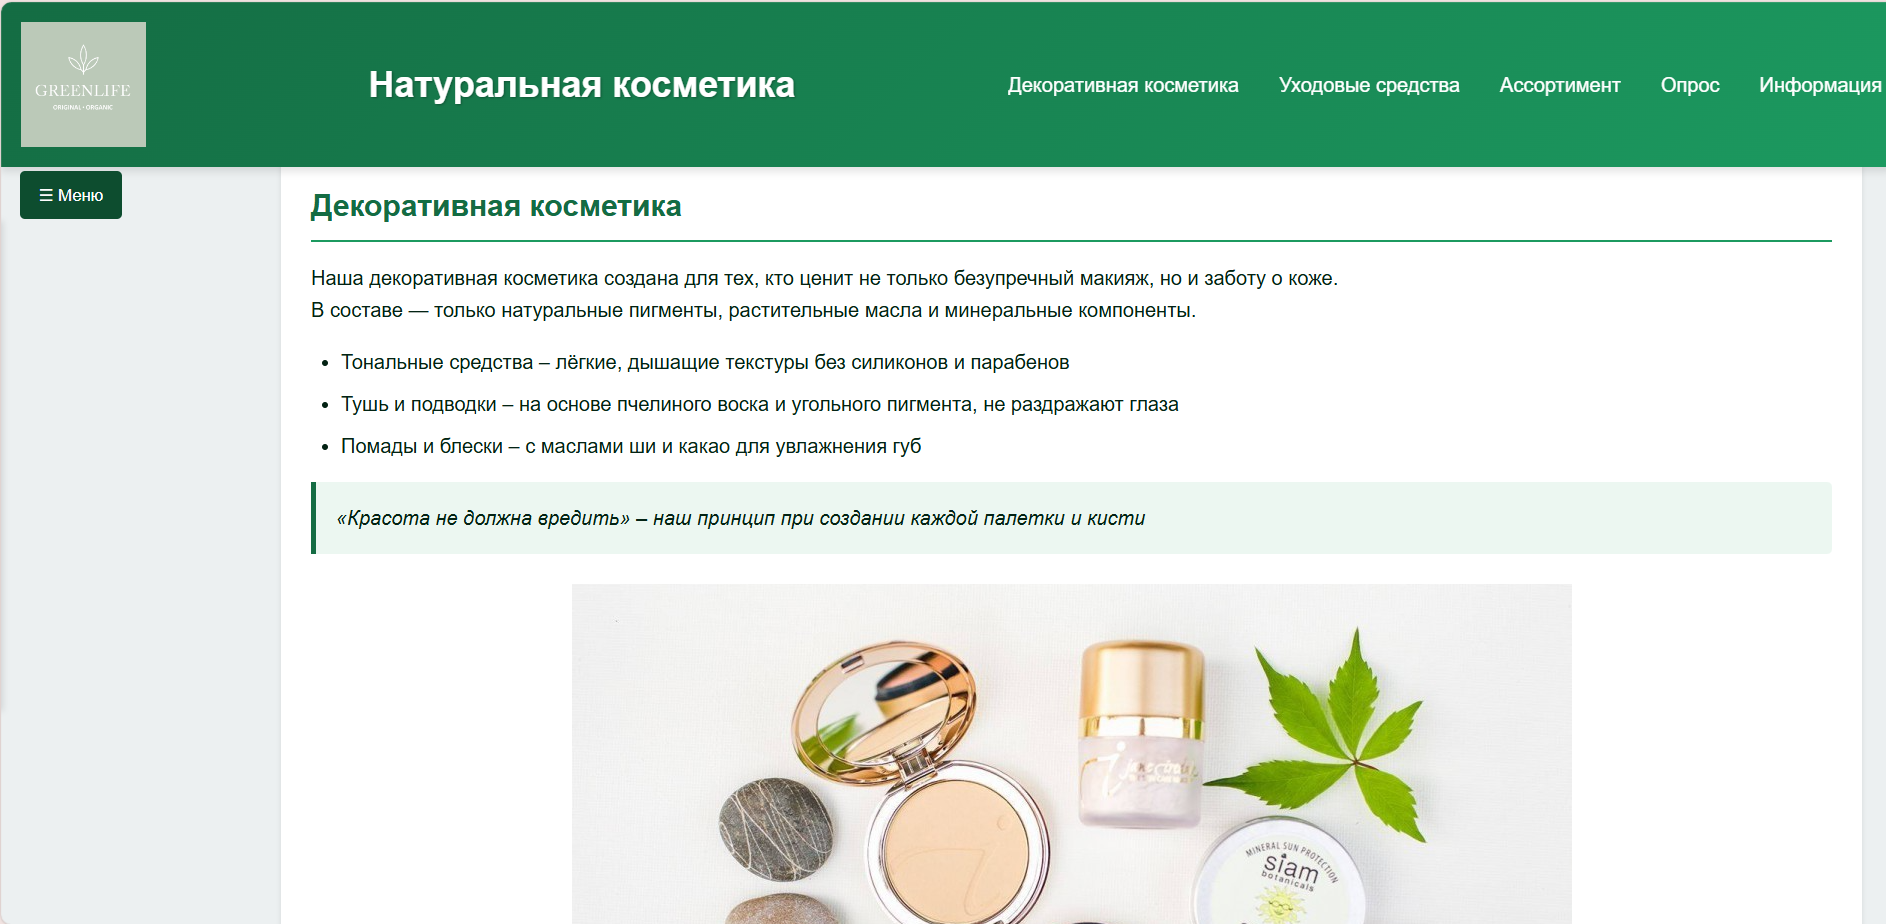 GREENLIFE
ORIGINAL • ORGANIC
Натуральная косметика
Декоративная косметика
Уходовые средства
Ассортимент
Опрос
Информация
☰ Меню
Декоративная косметика
Наша декоративная косметика создана для тех, кто ценит не только безупречный макияж, но и заботу о коже.
В составе — только натуральные пигменты, растительные масла и минеральные компоненты.
• Тональные средства – лёгкие, дышащие текстуры без силиконов и парабенов
• Тушь и подводки – на основе пчелиного воска и угольного пигмента, не раздражают глаза
• Помады и блески – с маслами ши и какао для увлажнения губ
«Красота не должна вредить» – наш принцип при создании каждой палетки и кисти
MINERAL SUN PROTECTION
siam
botanicals